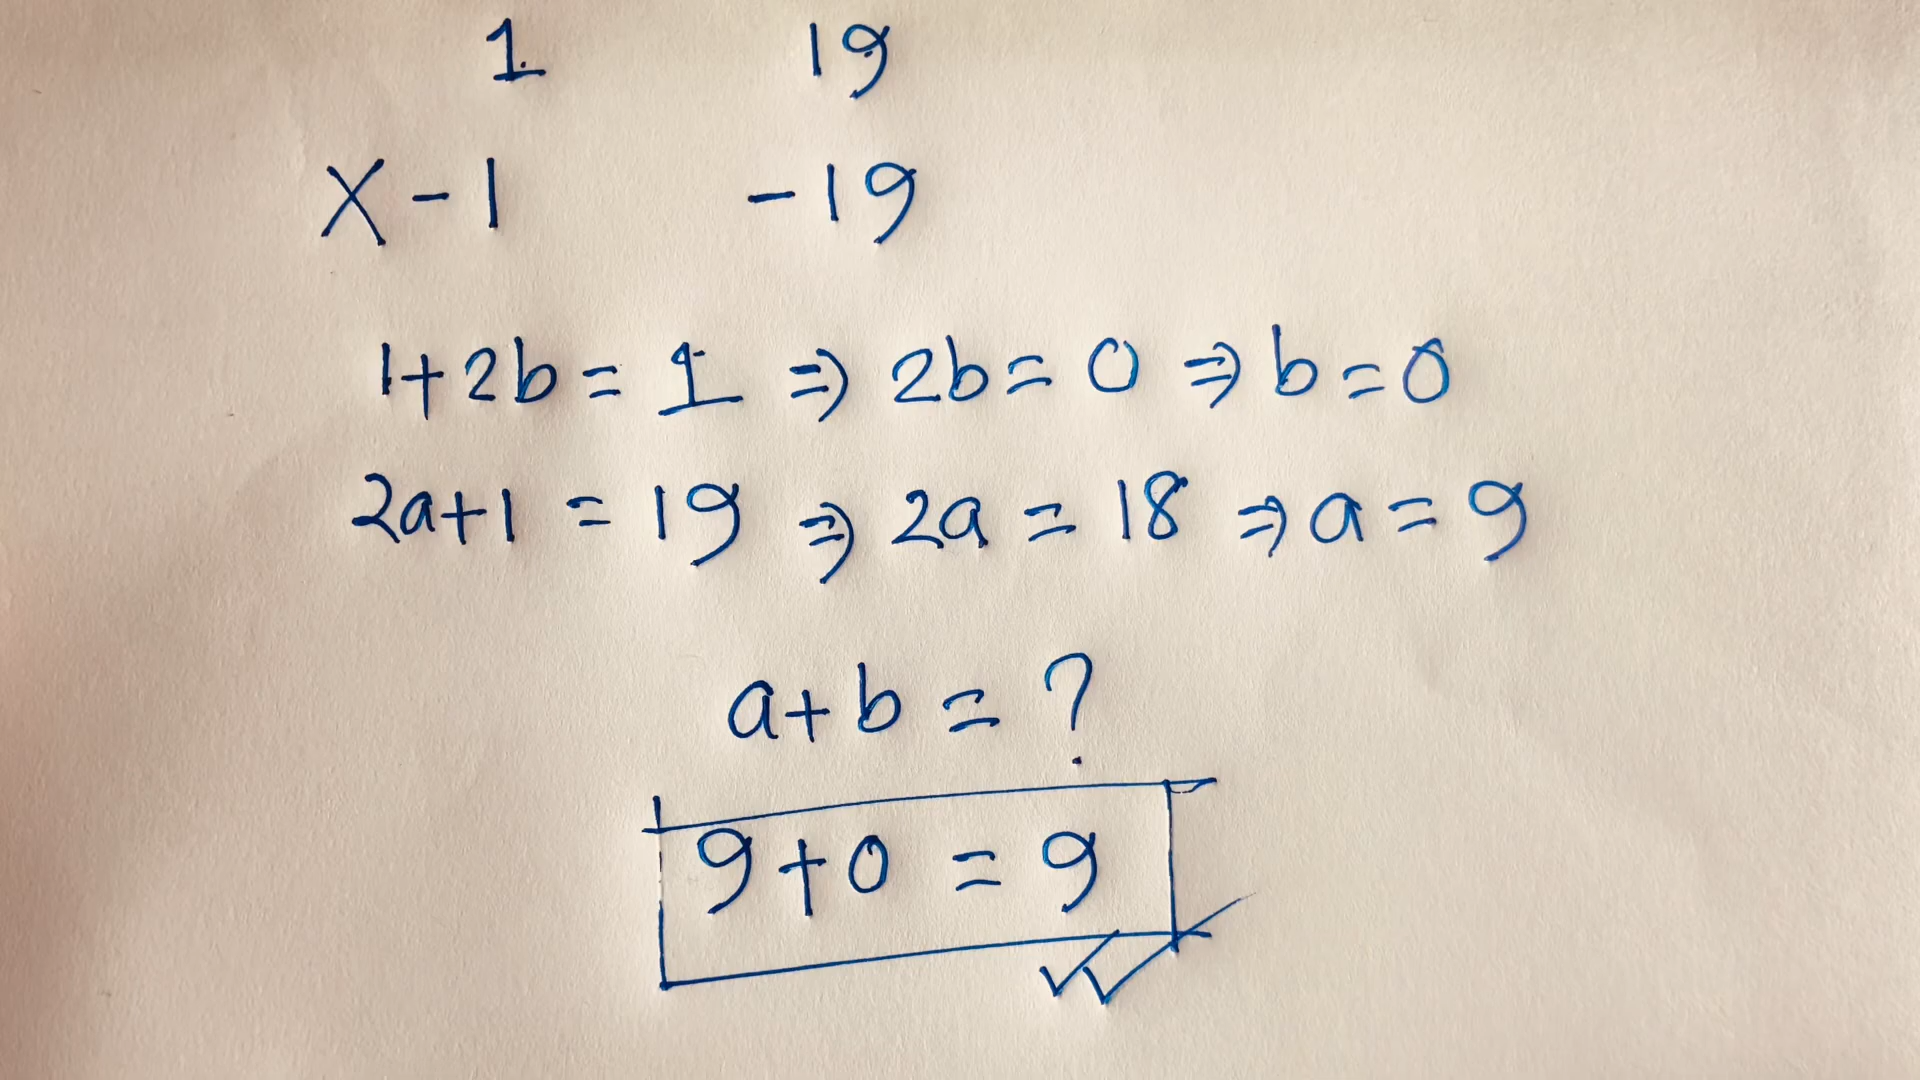 1 19
X -1 -19
1+2b = 1 ⇒ 2b = 0 ⇒ b = 0
2a+1 = 19 ⇒ 2a = 18 ⇒ a = 9
a+b = ?
9+0 = 9